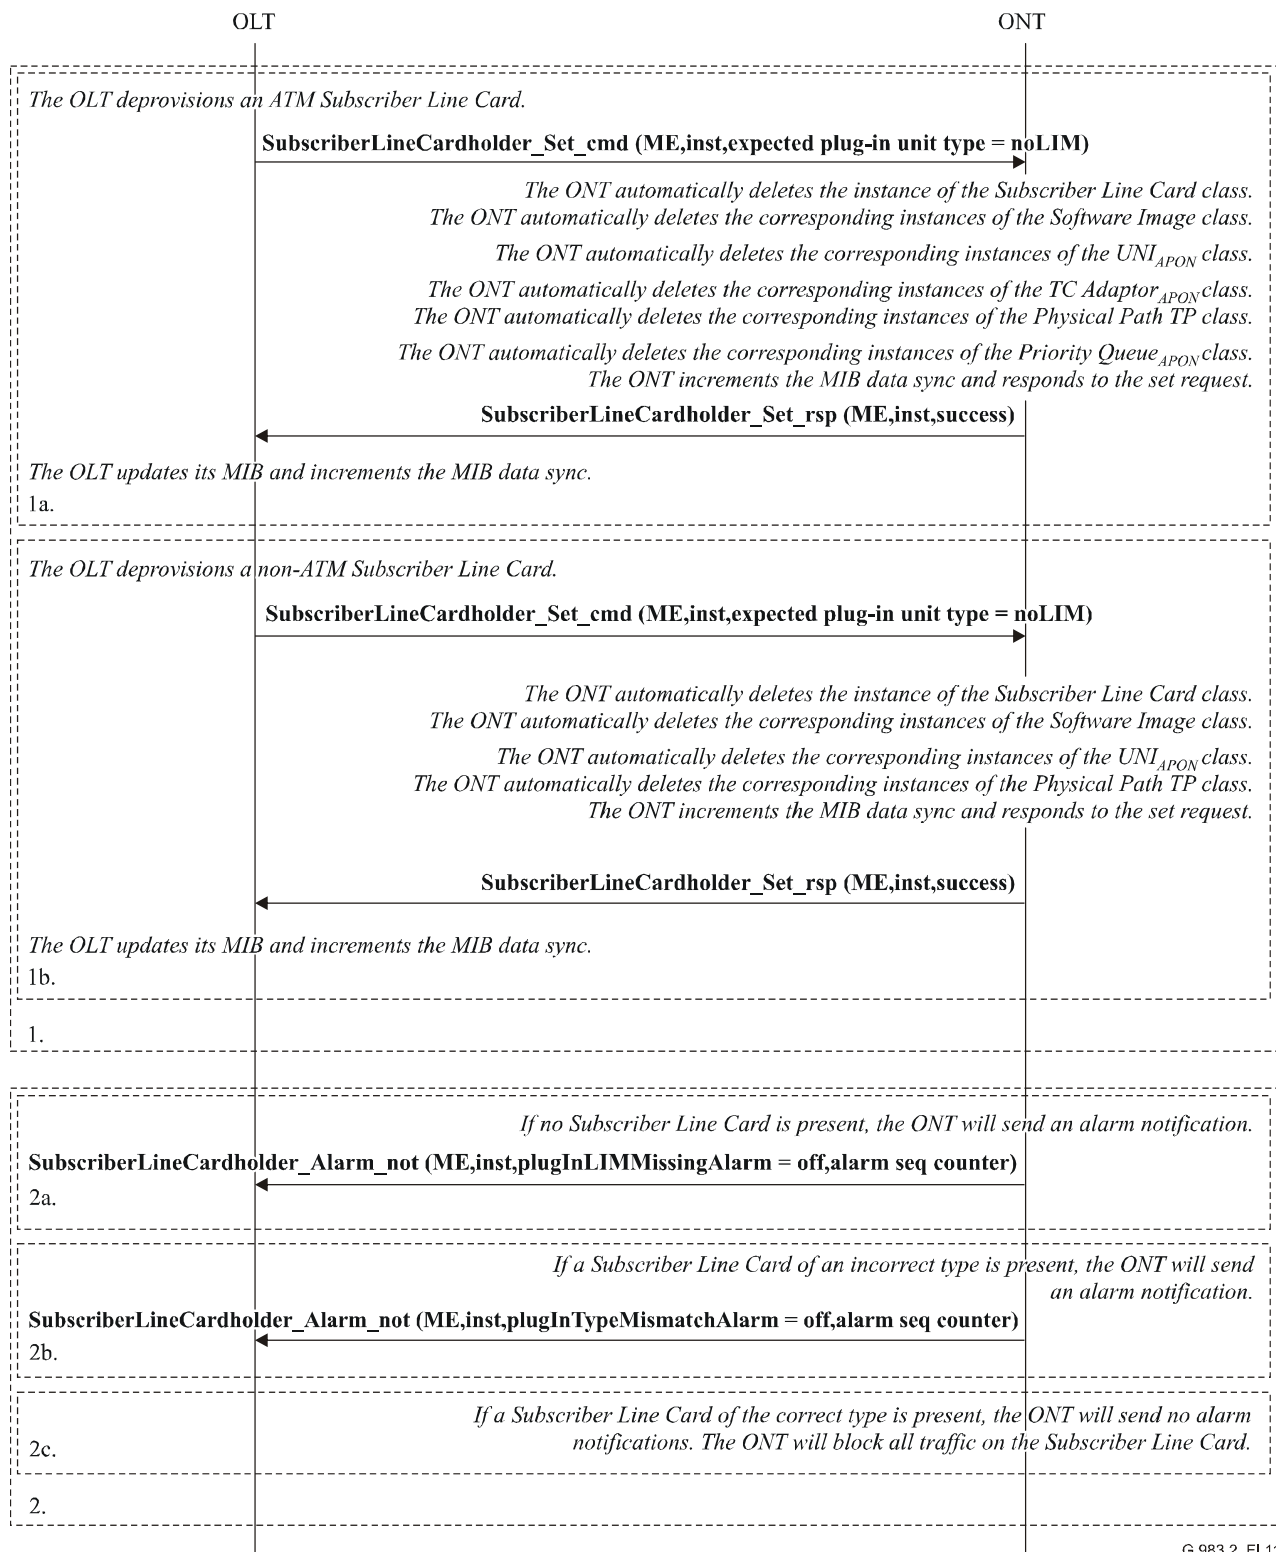 OLT
ONT
The OLT deprovisions an ATM Subscriber Line Card.
SubscriberLineCardholder_Set_cmd (ME,inst,expected plug-in unit type = noLIM)
The ONT automatically deletes the instance of the Subscriber Line Card class.
The ONT automatically deletes the corresponding instances of the Software Image class.
The ONT automatically deletes the corresponding instances of the UNI_APON class.
The ONT automatically deletes the corresponding instances of the TC Adaptor_APON class.
The ONT automatically deletes the corresponding instances of the Physical Path TP class.
The ONT automatically deletes the corresponding instances of the Priority Queue_APON class.
The ONT increments the MIB data sync and responds to the set request.
SubscriberLineCardholder_Set_rsp (ME,inst,success)
The OLT updates its MIB and increments the MIB data sync.
1a.
The OLT deprovisions a non-ATM Subscriber Line Card.
SubscriberLineCardholder_Set_cmd (ME,inst,expected plug-in unit type = noLIM)
The ONT automatically deletes the instance of the Subscriber Line Card class.
The ONT automatically deletes the corresponding instances of the Software Image class.
The ONT automatically deletes the corresponding instances of the UNI_APON class.
The ONT automatically deletes the corresponding instances of the Physical Path TP class.
The ONT increments the MIB data sync and responds to the set request.
SubscriberLineCardholder_Set_rsp (ME,inst,success)
The OLT updates its MIB and increments the MIB data sync.
1b.
1.
If no Subscriber Line Card is present, the ONT will send an alarm notification.
SubscriberLineCardholder_Alarm_not (ME,inst,plugInLIMMissingAlarm = off,alarm seq counter)
2a.
If a Subscriber Line Card of an incorrect type is present, the ONT will send
an alarm notification.
SubscriberLineCardholder_Alarm_not (ME,inst,plugInTypeMismatchAlarm = off,alarm seq counter)
2b.
If a Subscriber Line Card of the correct type is present, the ONT will send no alarm
notifications. The ONT will block all traffic on the Subscriber Line Card.
2c.
2.
G.983.2_FI.1